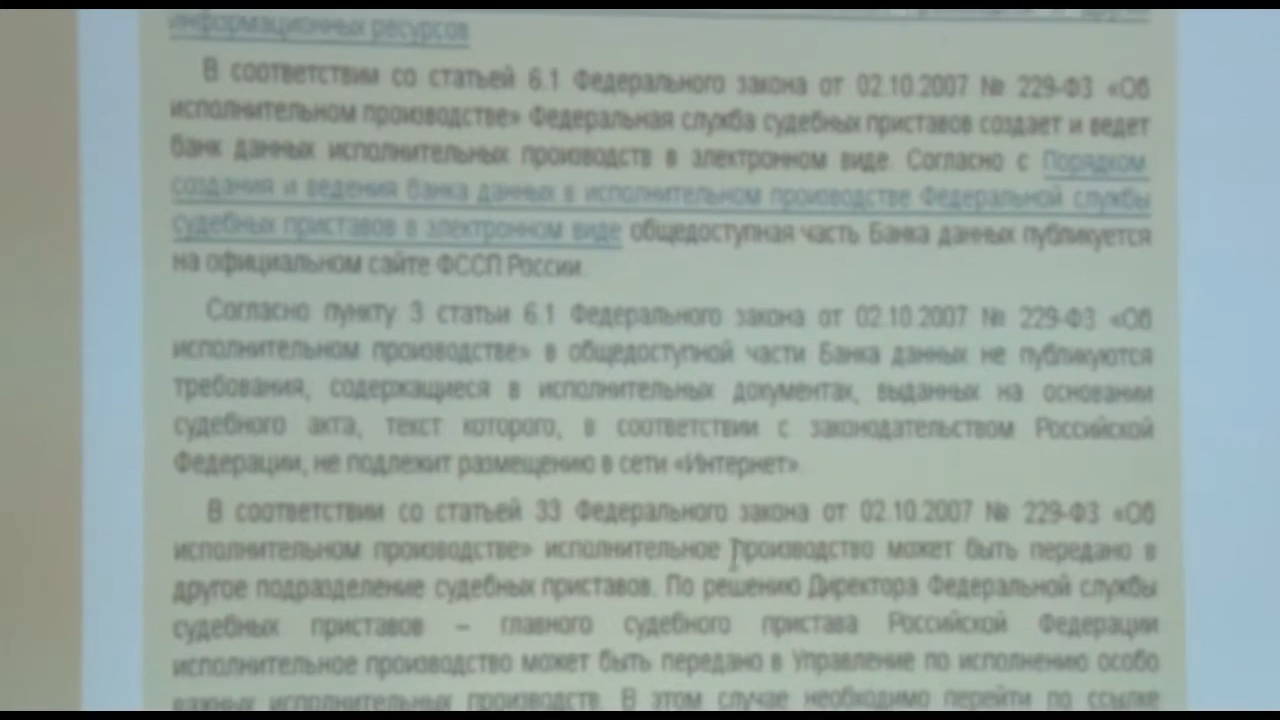 информационных ресурсов
В соответствии со статьей 6.1 Федерального закона от 02.10.2007 № 229-ФЗ «Об
исполнительном производстве» Федеральная служба судебных приставов создает и ведет
банк данных исполнительных производств в электронном виде. Согласно с Порядком
создания и ведения банка данных в исполнительном производстве Федеральной службы
судебных приставов в электронном виде общедоступная часть Банка данных публикуется
на официальном сайте ФССП России.
Согласно пункту 3 статьи 6.1 Федерального закона от 02.10.2007 № 229-ФЗ «Об
исполнительном производстве» в общедоступной части Банка данных не публикуются
требования, содержащиеся в исполнительных документах, выданных на основании
судебного акта, текст которого, в соответствии с законодательством Российской
Федерации, не подлежит размещению в сети «Интернет».
В соответствии со статьей 33 Федерального закона от 02.10.2007 № 229-ФЗ «Об
исполнительном производстве» исполнительное производство может быть передано в
другое подразделение судебных приставов. По решению Директора Федеральной службы
судебных приставов – главного судебного пристава Российской Федерации
исполнительное производство может быть передано в Управление по исполнению особо
важных исполнительных производств. В этом случае необходимо перейти по ссылке